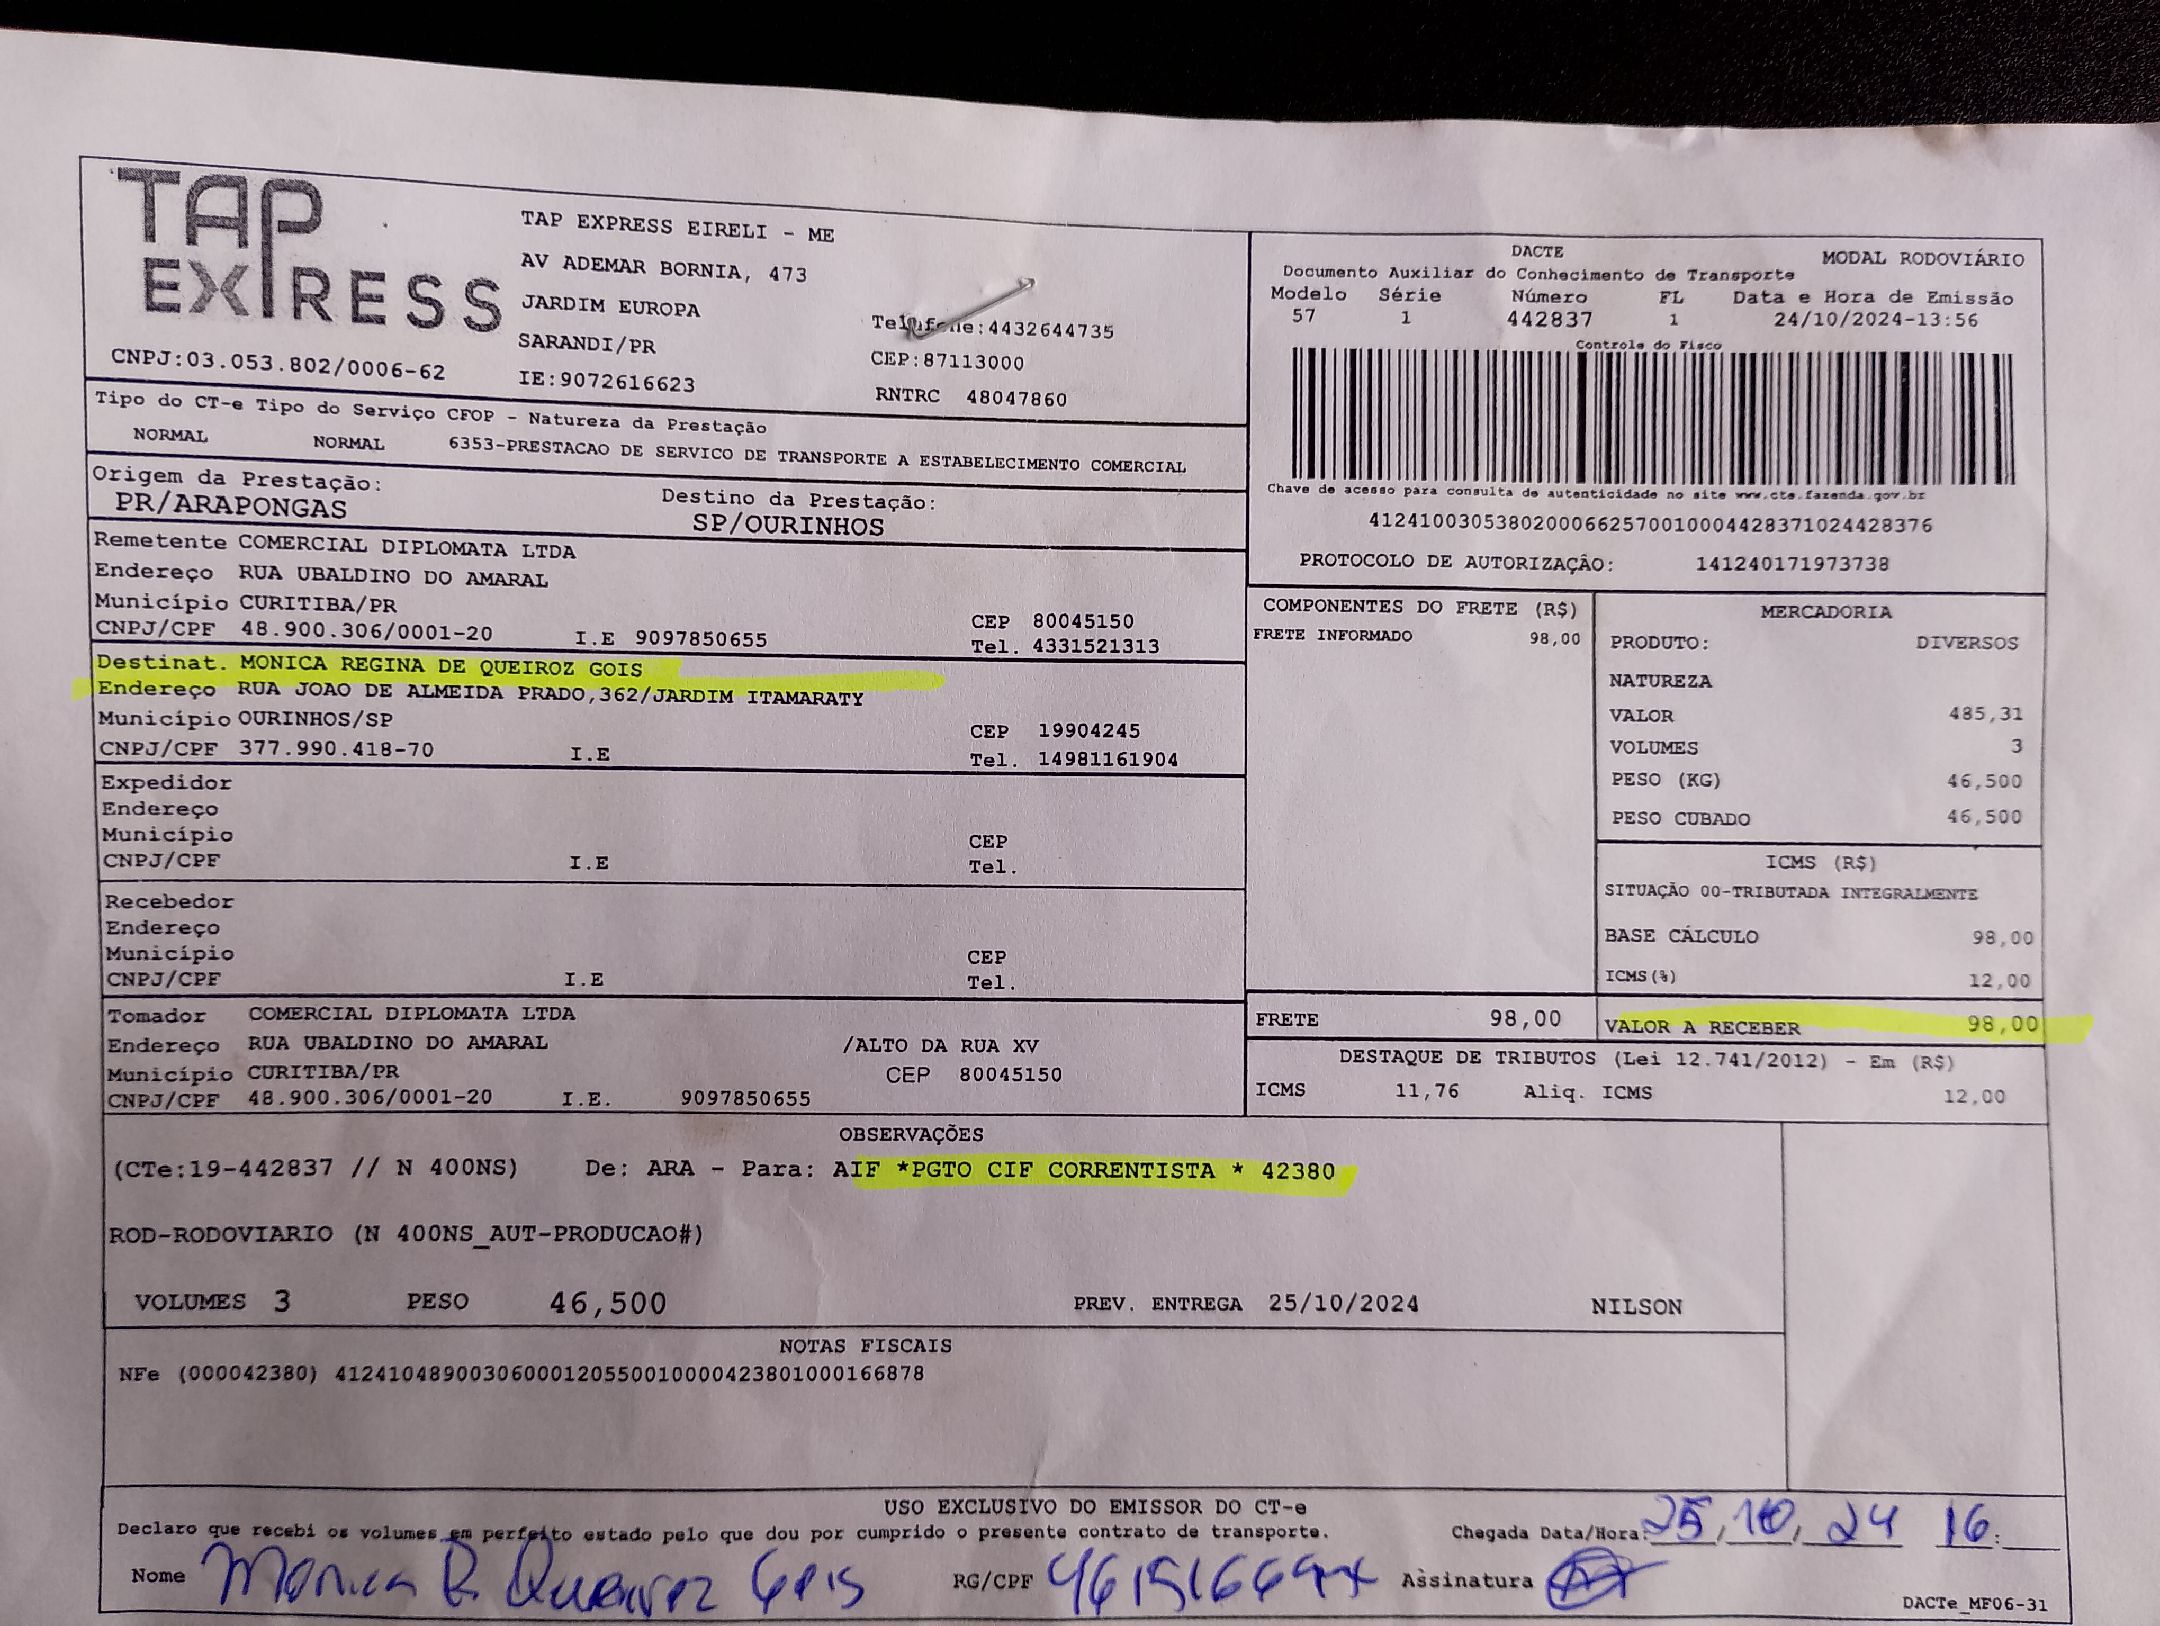 TAP
EXPRESS
TAP EXPRESS EIRELI - ME
AV ADEMAR BORNIA, 473
JARDIM EUROPA
SARANDI/PR
IE:9072616623
CNPJ:03.053.802/0006-62
Telefone:4432644735
CEP:87113000
RNTRC 48047860
DACTE MODAL RODOVIÁRIO
Documento Auxiliar do Conhecimento de Transporte
Modelo Série Número FL Data e Hora de Emissão
57 1 442837 1 24/10/2024-13:56
Controle do Fisco
Chave de acesso para consulta de autenticidade no site www.cte.fazenda.gov.br
41241003053802000662570010004428371024428376
PROTOCOLO DE AUTORIZAÇÃO: 141240171973738
Tipo do CT-e Tipo do Serviço CFOP - Natureza da Prestação
NORMAL NORMAL 6353-PRESTACAO DE SERVICO DE TRANSPORTE A ESTABELECIMENTO COMERCIAL
Origem da Prestação: Destino da Prestação:
PR/ARAPONGAS SP/OURINHOS
Remetente COMERCIAL DIPLOMATA LTDA
Endereço RUA UBALDINO DO AMARAL
Município CURITIBA/PR CEP 80045150
CNPJ/CPF 48.900.306/0001-20 I.E 9097850655 Tel. 4331521313
Destinat. MONICA REGINA DE QUEIROZ GOIS
Endereço RUA JOAO DE ALMEIDA PRADO,362/JARDIM ITAMARATY
Município OURINHOS/SP CEP 19904245
CNPJ/CPF 377.990.418-70 I.E Tel. 14981161904
Expedidor
Endereço
Município CEP
CNPJ/CPF I.E Tel.
Recebedor
Endereço
Município CEP
CNPJ/CPF I.E Tel.
Tomador COMERCIAL DIPLOMATA LTDA
Endereço RUA UBALDINO DO AMARAL /ALTO DA RUA XV
Município CURITIBA/PR CEP 80045150
CNPJ/CPF 48.900.306/0001-20 I.E. 9097850655
COMPONENTES DO FRETE (R$)
FRETE INFORMADO 98,00
MERCADORIA
PRODUTO: DIVERSOS
NATUREZA
VALOR 485,31
VOLUMES 3
PESO (KG) 46,500
PESO CUBADO 46,500
ICMS (R$)
SITUAÇÃO 00-TRIBUTADA INTEGRALMENTE
BASE CÁLCULO 98,00
ICMS(%) 12,00
FRETE 98,00 VALOR A RECEBER 98,00
DESTAQUE DE TRIBUTOS (Lei 12.741/2012) - Em (R$)
ICMS 11,76 Aliq. ICMS 12,00
OBSERVAÇÕES
(CTe:19-442837 // N 400NS) De: ARA - Para: AIF *PGTO CIF CORRENTISTA * 42380
ROD-RODOVIARIO (N 400NS_AUT-PRODUCAO#)
VOLUMES 3 PESO 46,500 PREV. ENTREGA 25/10/2024 NILSON
NOTAS FISCAIS
NFe (000042380) 41241048900306000120550010000423801000166878
USO EXCLUSIVO DO EMISSOR DO CT-e
Declaro que recebi os volumes em perfeito estado pelo que dou por cumprido o presente contrato de transporte. Chegada Data/Hora: 25, 10, 24 16:
Nome Monica R. Queiroz Gois RG/CPF Assinatura
DACTe_MF06-31